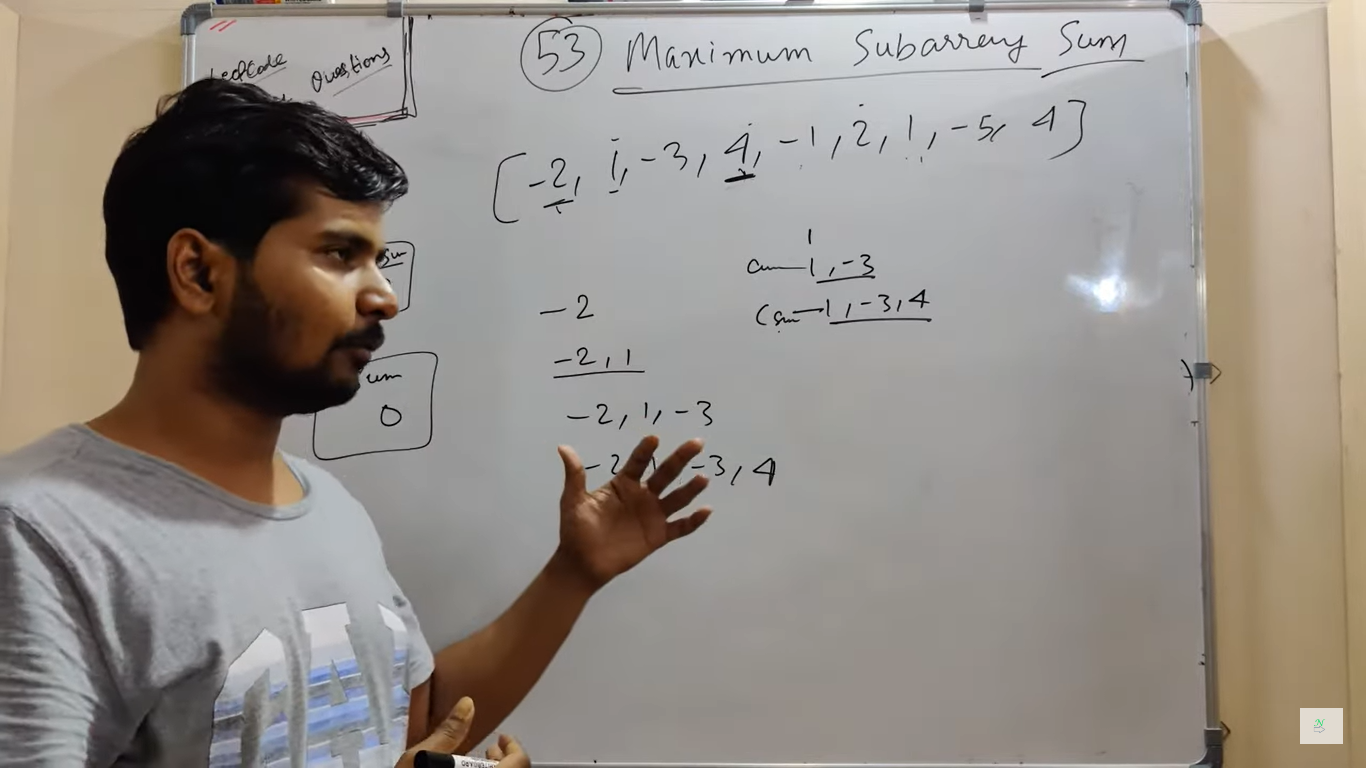 LeetCode
Questions
53 Maximum Subarray Sum
[-2, 1, -3, 4, -1, 2, 1, -5, 4]
1
1, -3
1, -3, 4
-2
-2, 1
-2, 1, -3
-3, 4
um
0